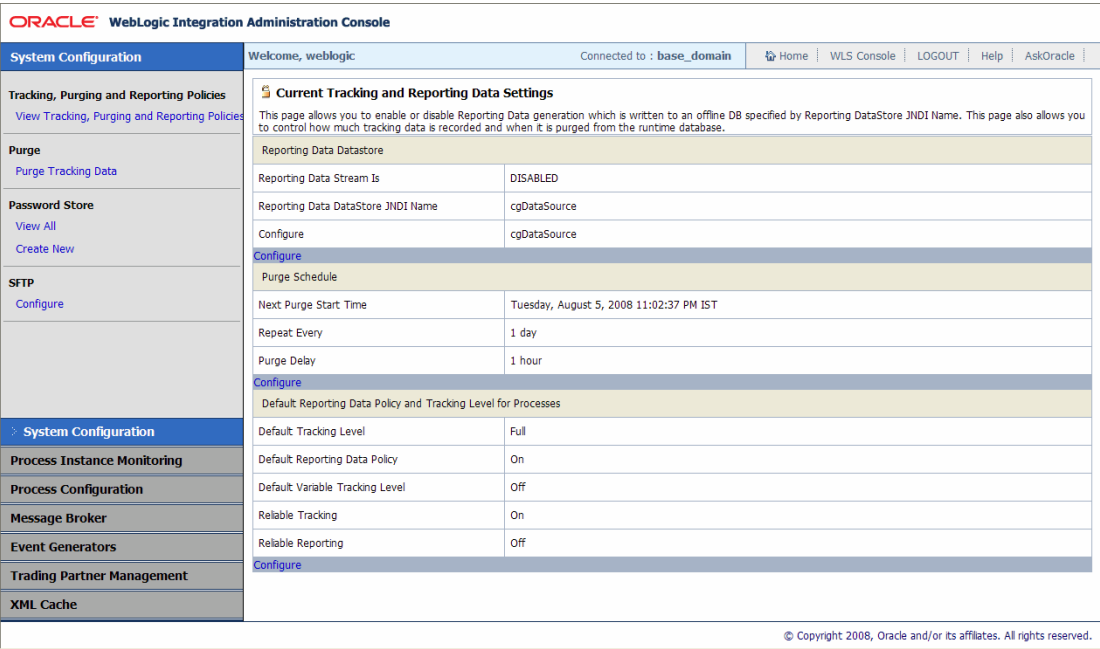 ORACLE WebLogic Integration Administration Console
System Configuration
Welcome, weblogic
Connected to : base_domain
Home
WLS Console
LOGOUT
Help
AskOracle
Tracking, Purging and Reporting Policies
View Tracking, Purging and Reporting Policies
Purge
Purge Tracking Data
Password Store
View All
Create New
SFTP
Configure
System Configuration
Process Instance Monitoring
Process Configuration
Message Broker
Event Generators
Trading Partner Management
XML Cache
Current Tracking and Reporting Data Settings
This page allows you to enable or disable Reporting Data generation which is written to an offline DB specified by Reporting DataStore JNDI Name. This page also allows you
to control how much tracking data is recorded and when it is purged from the runtime database.
Reporting Data Datastore
Reporting Data Stream Is DISABLED
Reporting Data DataStore JNDI Name cgDataSource
Configure cgDataSource
Configure
Purge Schedule
Next Purge Start Time Tuesday, August 5, 2008 11:02:37 PM IST
Repeat Every 1 day
Purge Delay 1 hour
Configure
Default Reporting Data Policy and Tracking Level for Processes
Default Tracking Level Full
Default Reporting Data Policy On
Default Variable Tracking Level Off
Reliable Tracking On
Reliable Reporting Off
Configure
© Copyright 2008, Oracle and/or its affiliates. All rights reserved.